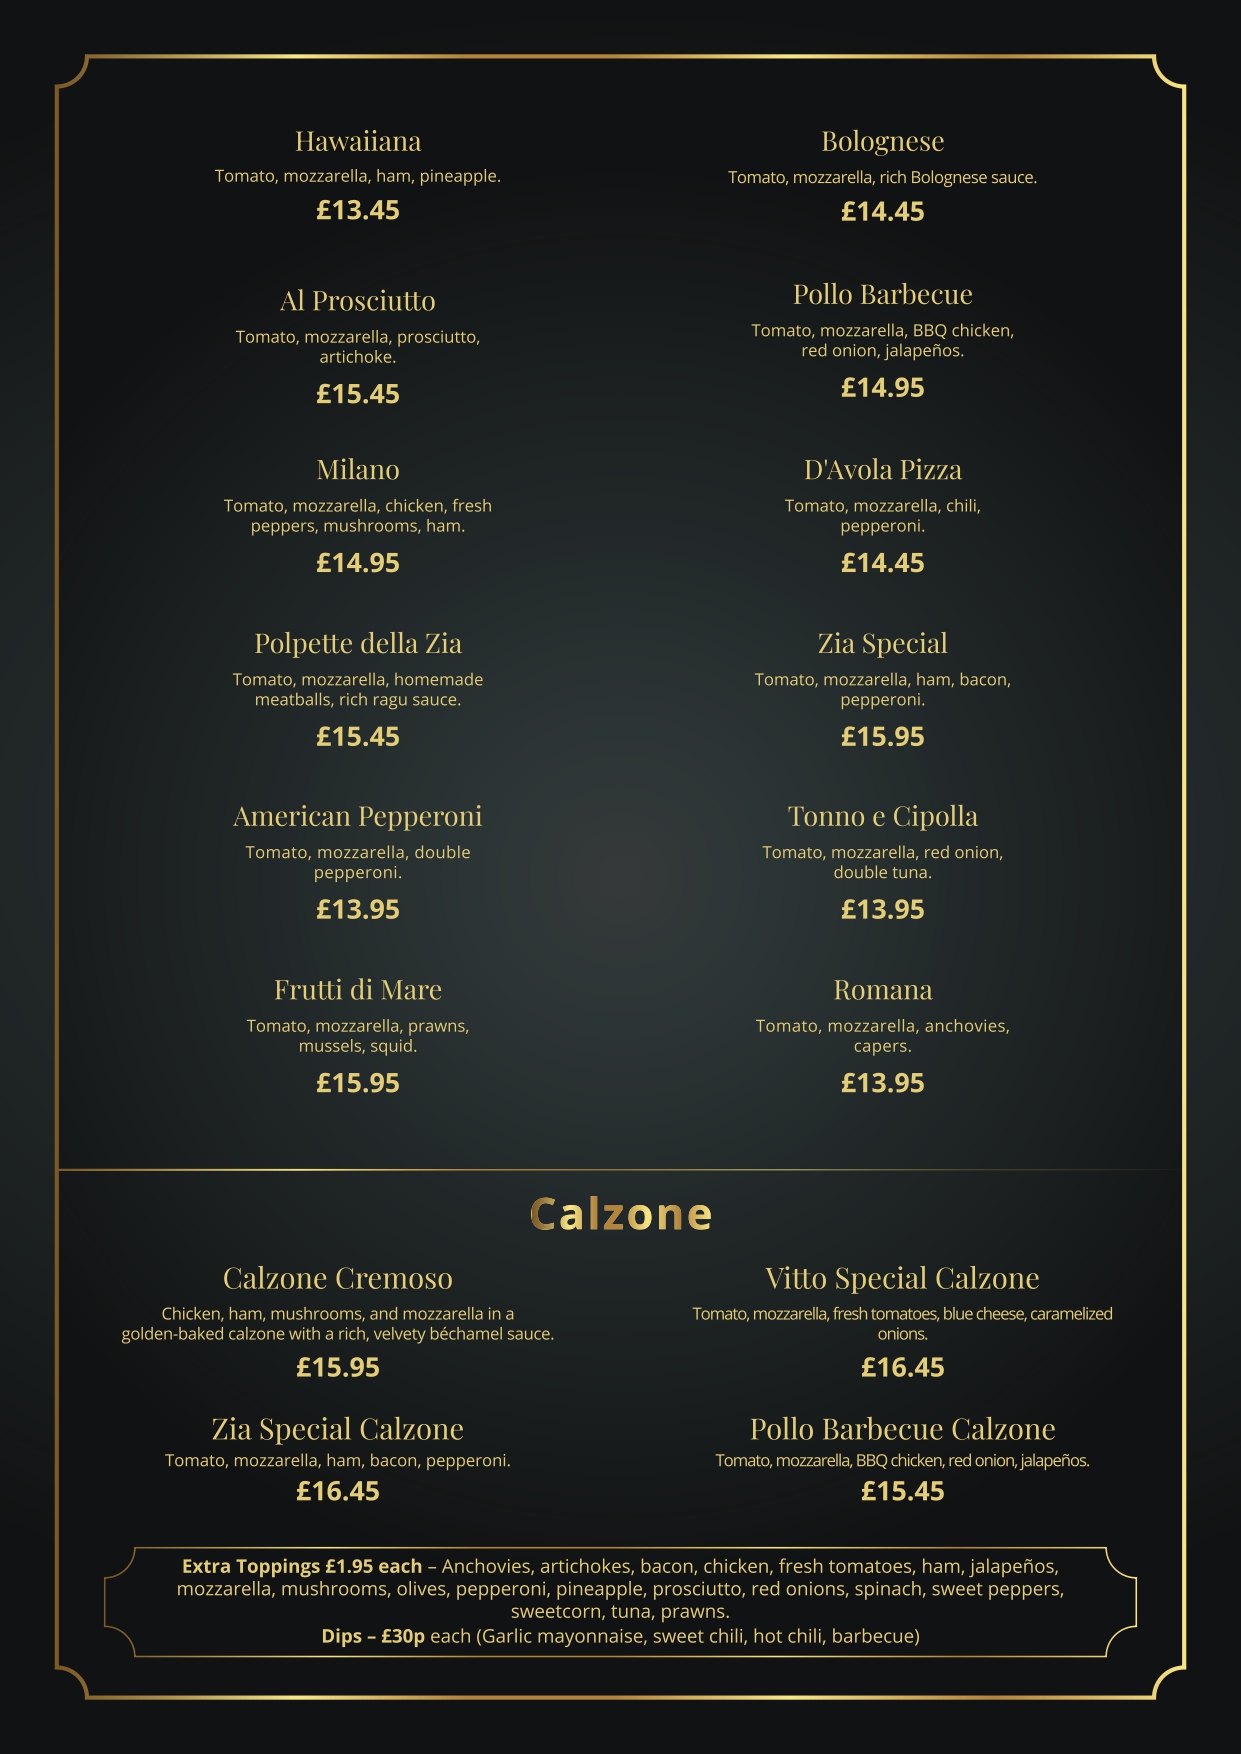 Hawaiiana
Tomato, mozzarella, ham, pineapple.
£13.45
Bolognese
Tomato, mozzarella, rich Bolognese sauce.
£14.45
Al Prosciutto
Tomato, mozzarella, prosciutto,
artichoke.
£15.45
Pollo Barbecue
Tomato, mozzarella, BBQ chicken,
red onion, jalapeños.
£14.95
Milano
Tomato, mozzarella, chicken, fresh
peppers, mushrooms, ham.
£14.95
D'Avola Pizza
Tomato, mozzarella, chili,
pepperoni.
£14.45
Polpette della Zia
Tomato, mozzarella, homemade
meatballs, rich ragu sauce.
£15.45
Zia Special
Tomato, mozzarella, ham, bacon,
pepperoni.
£15.95
American Pepperoni
Tomato, mozzarella, double
pepperoni.
£13.95
Tonno e Cipolla
Tomato, mozzarella, red onion,
double tuna.
£13.95
Frutti di Mare
Tomato, mozzarella, prawns,
mussels, squid.
£15.95
Romana
Tomato, mozzarella, anchovies,
capers.
£13.95
Calzone
Calzone Cremoso
Chicken, ham, mushrooms, and mozzarella in a
golden-baked calzone with a rich, velvety béchamel sauce.
£15.95
Vitto Special Calzone
Tomato, mozzarella, fresh tomatoes, blue cheese, caramelized
onions.
£16.45
Zia Special Calzone
Tomato, mozzarella, ham, bacon, pepperoni.
£16.45
Pollo Barbecue Calzone
Tomato, mozzarella, BBQ chicken, red onion, jalapeños.
£15.45
Extra Toppings £1.95 each – Anchovies, artichokes, bacon, chicken, fresh tomatoes, ham, jalapeños,
mozzarella, mushrooms, olives, pepperoni, pineapple, prosciutto, red onions, spinach, sweet peppers,
sweetcorn, tuna, prawns.
Dips – £30p each (Garlic mayonnaise, sweet chili, hot chili, barbecue)